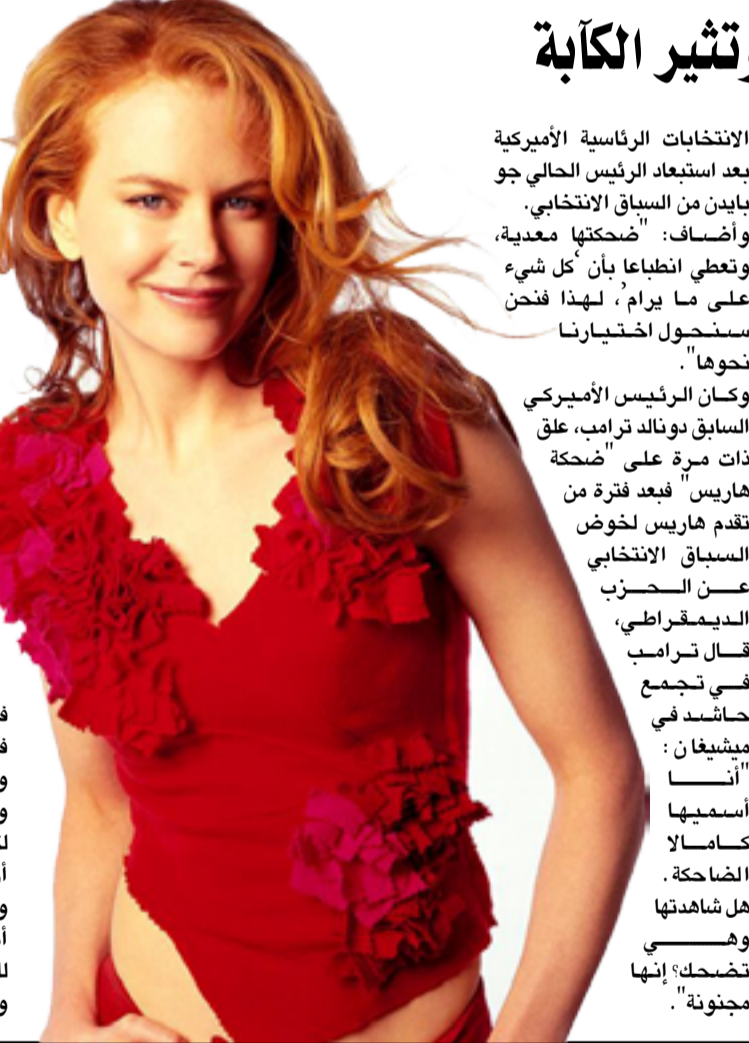 تثير الكآبة
الانتخابات الرئاسية الأميركية
بعد استبعاد الرئيس الحالي جو
بايدن من السباق الانتخابي.
وأضاف: "ضحكتها معدية،
وتعطي انطباعا بأن ‘كل شيء
على ما يرام’، لهذا فنحن
سنحول اختيارنا
نحوها".
وكان الرئيس الأميركي
السابق دونالد ترامب، علق
ذات مرة على "ضحكة
هاريس" فبعد فترة من
تقدم هاريس لخوض
السباق الانتخابي
عن الحزب
الديمقراطي،
قال ترامب
في تجمع
حاشد في
ميشيغان :
"أنا
أسميها
كامالا
الضاحكة.
هل شاهدتها
وهي
تضحك؟ إنها
مجنونة".